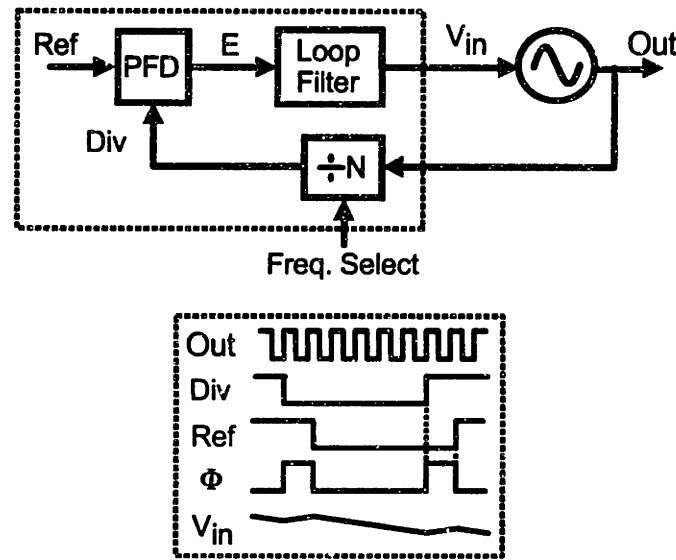 Ref
PFD
E
Loop
Filter
Vin
Out
Div
÷N
Freq. Select
Out
Div
Ref
Φ
Vin